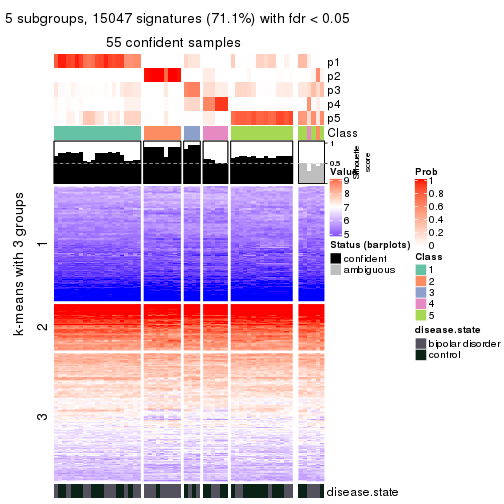 5 subgroups, 15047 signatures (71.1%) with fdr < 0.05
55 confident samples
p1
p2
p3
p4
p5
Class
1
0.5
0
Silhouette
score
k-means with 3 groups
1
2
3
disease.state
Value
9
8
7
6
5
Status (barplots)
confident
ambiguous
Prob
1
0.8
0.6
0.4
0.2
0
Class
1
2
3
4
5
disease.state
bipolar disorder
control